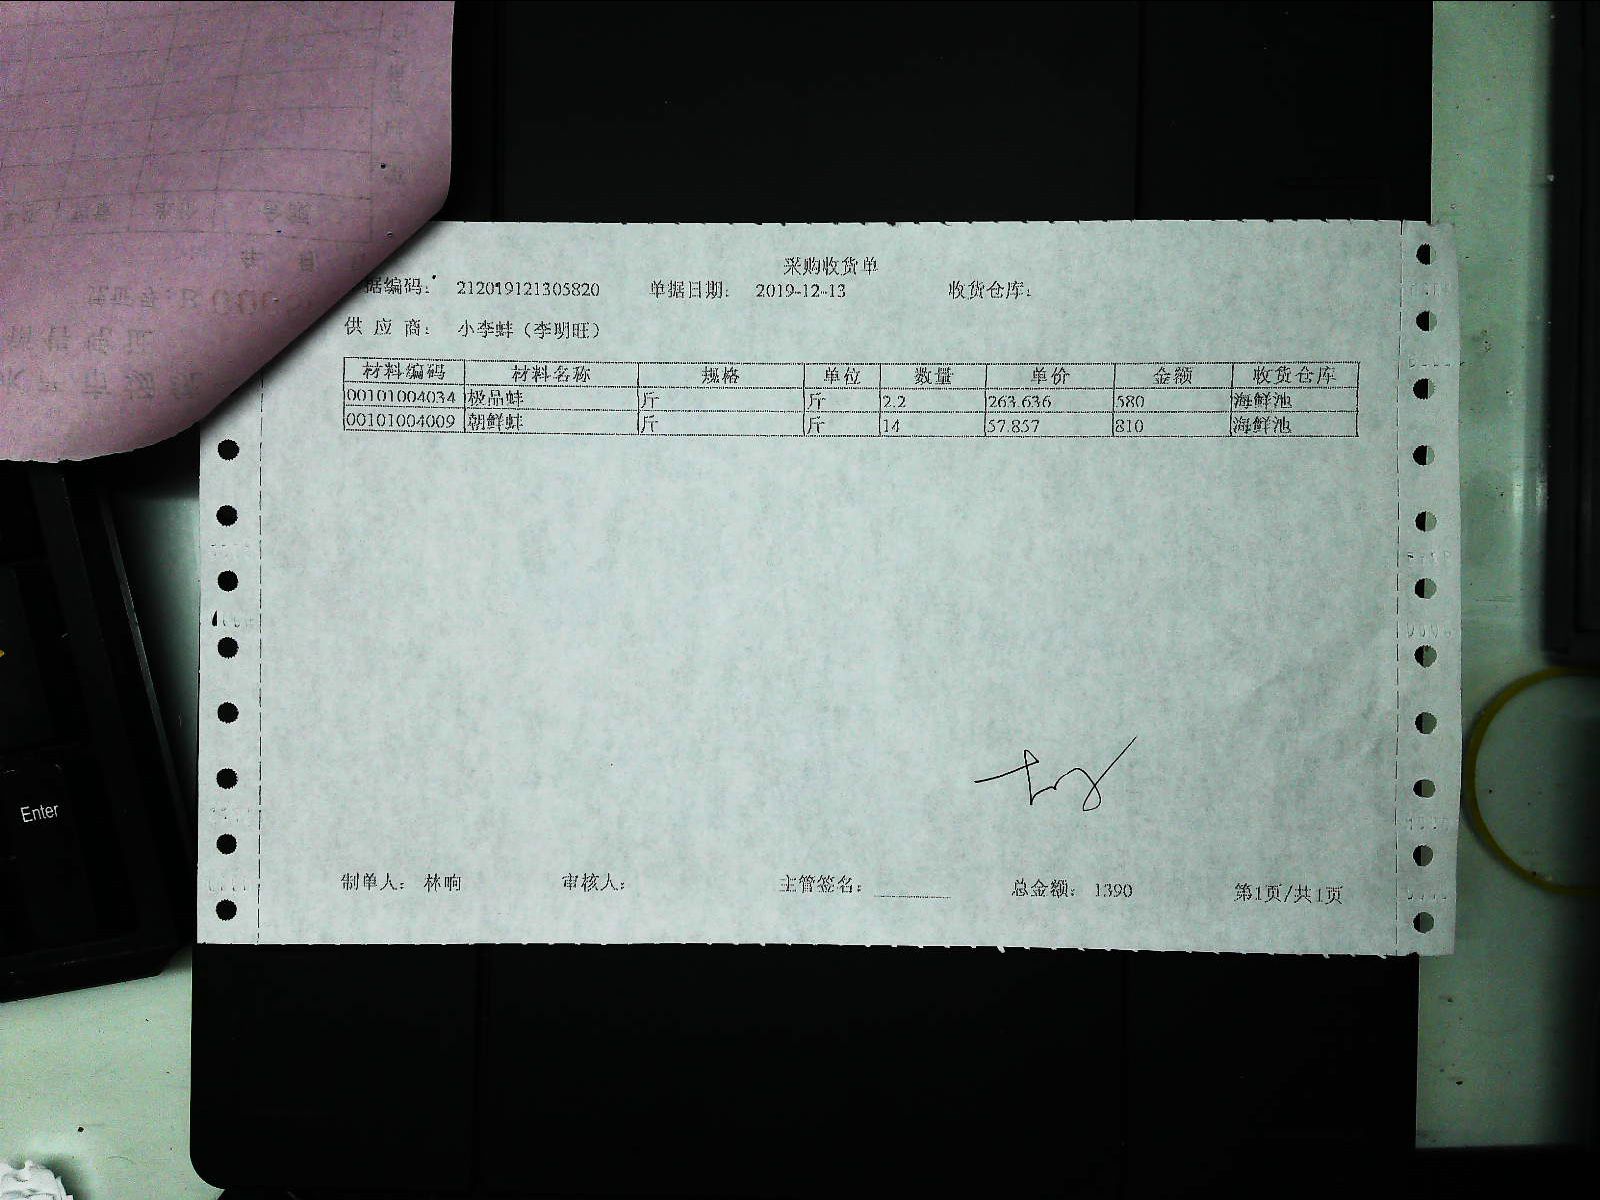 采购收货单
据编码： 212019121305820 单据日期： 2019-12-13 收货仓库：
供 应 商： 小李蚌（李明旺）
材料编码 材料名称 规格 单位 数量 单价 金额 收货仓库
00101004034 极品蚌 斤 斤 2.2 263.636 580 海鲜池
00101004009 朝鲜蚌 斤 斤 14 57.857 810 海鲜池
制单人： 林响 审核人： 主管签名： 总金额： 1390 第1页/共1页
Enter